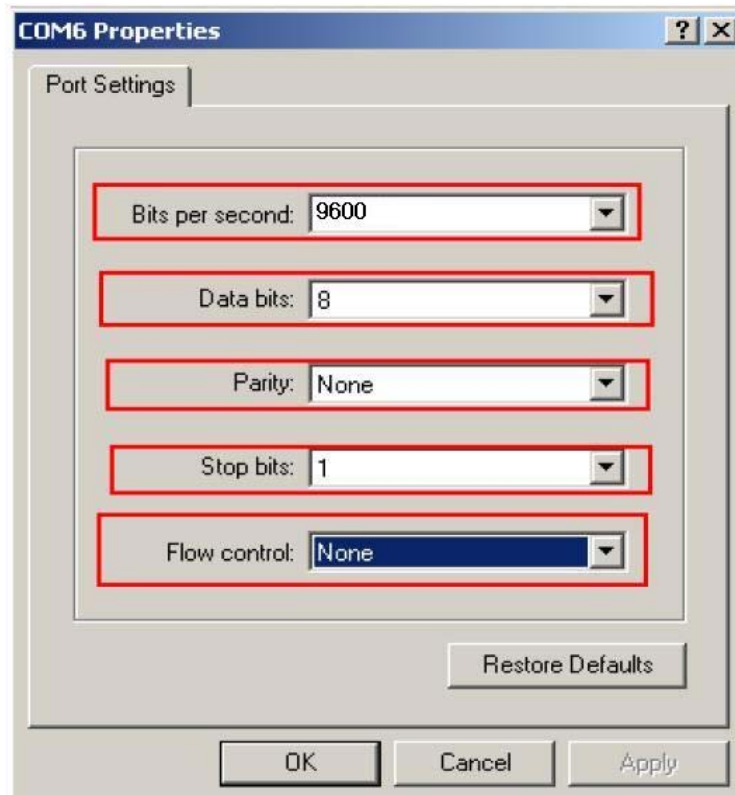 COM6 Properties
Port Settings
Bits per second: 9600
Data bits: 8
Parity: None
Stop bits: 1
Flow control: None
Restore Defaults
OK Cancel Apply